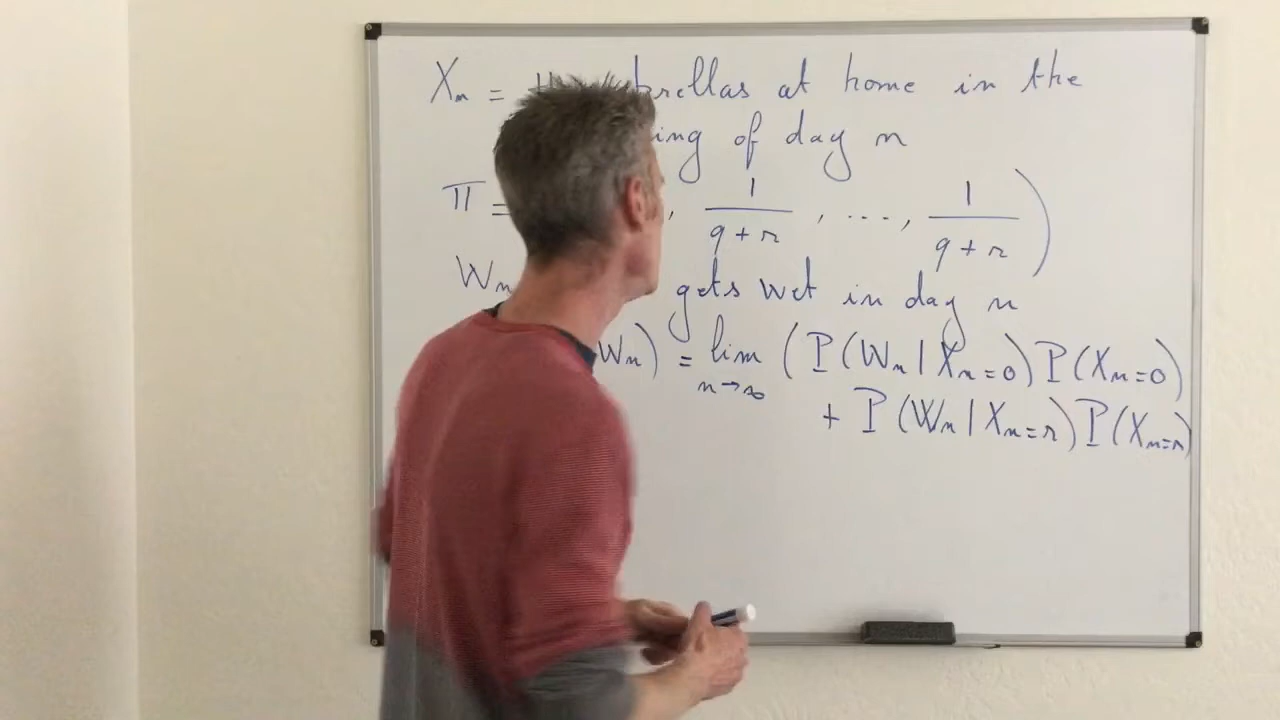 Xn = # umbrellas at home in the
of day n
π = , 1/(q + r) , ..., 1/(q + r) )
Wn gets wet in day n
Wn) = lim n→∞ ( P(Wn | Xn=0) P(Xn=0)
+ P(Wn | Xn=r) P(Xn=r)